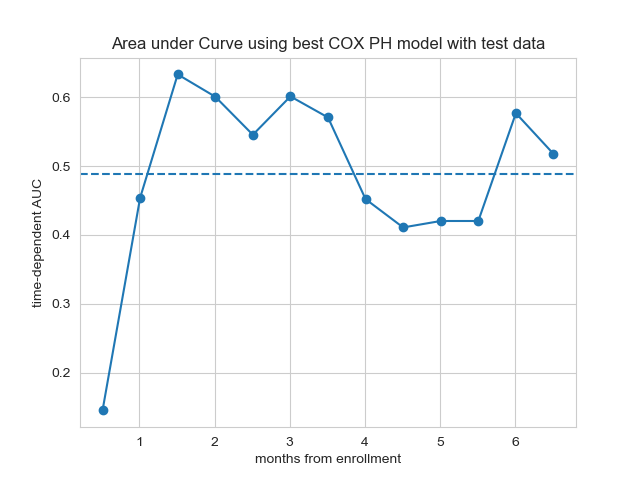 Area under Curve using best COX PH model with test data
0.6
0.5
0.4
0.3
0.2
time-dependent AUC
1 2 3 4 5 6
months from enrollment